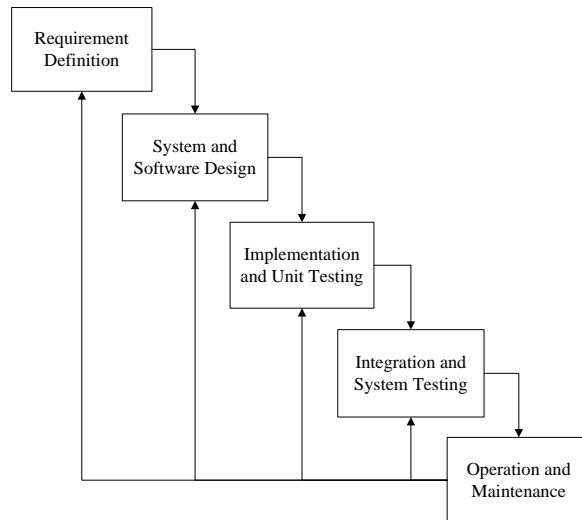 Requirement
Definition
System and
Software Design
Implementation
and Unit Testing
Integration and
System Testing
Operation and
Maintenance